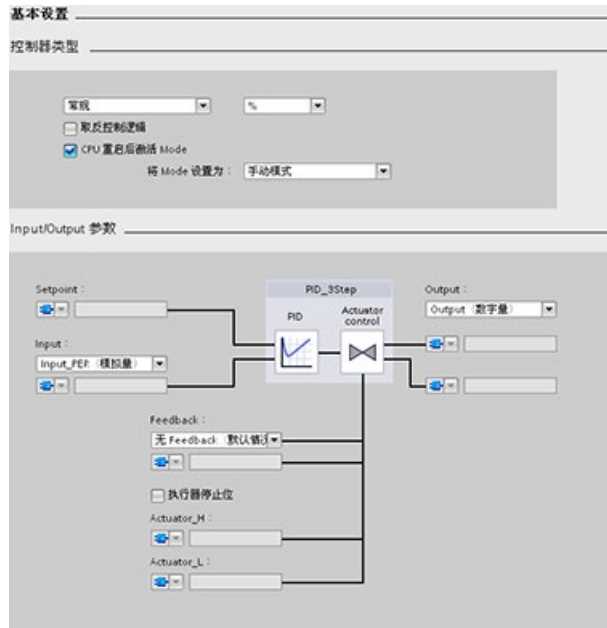 基本设置
控制器类型
常规 %
取反控制逻辑
CPU 重启后激活 Mode
将 Mode 设置为： 手动模式
Input/Output 参数
Setpoint： PID_3Step Output：
PID Actuator control Output（数字量）
Input：
Input_PER（模拟量）
Feedback：
无 Feedback（默认错误
执行器停止位
Actuator_H：
Actuator_L：